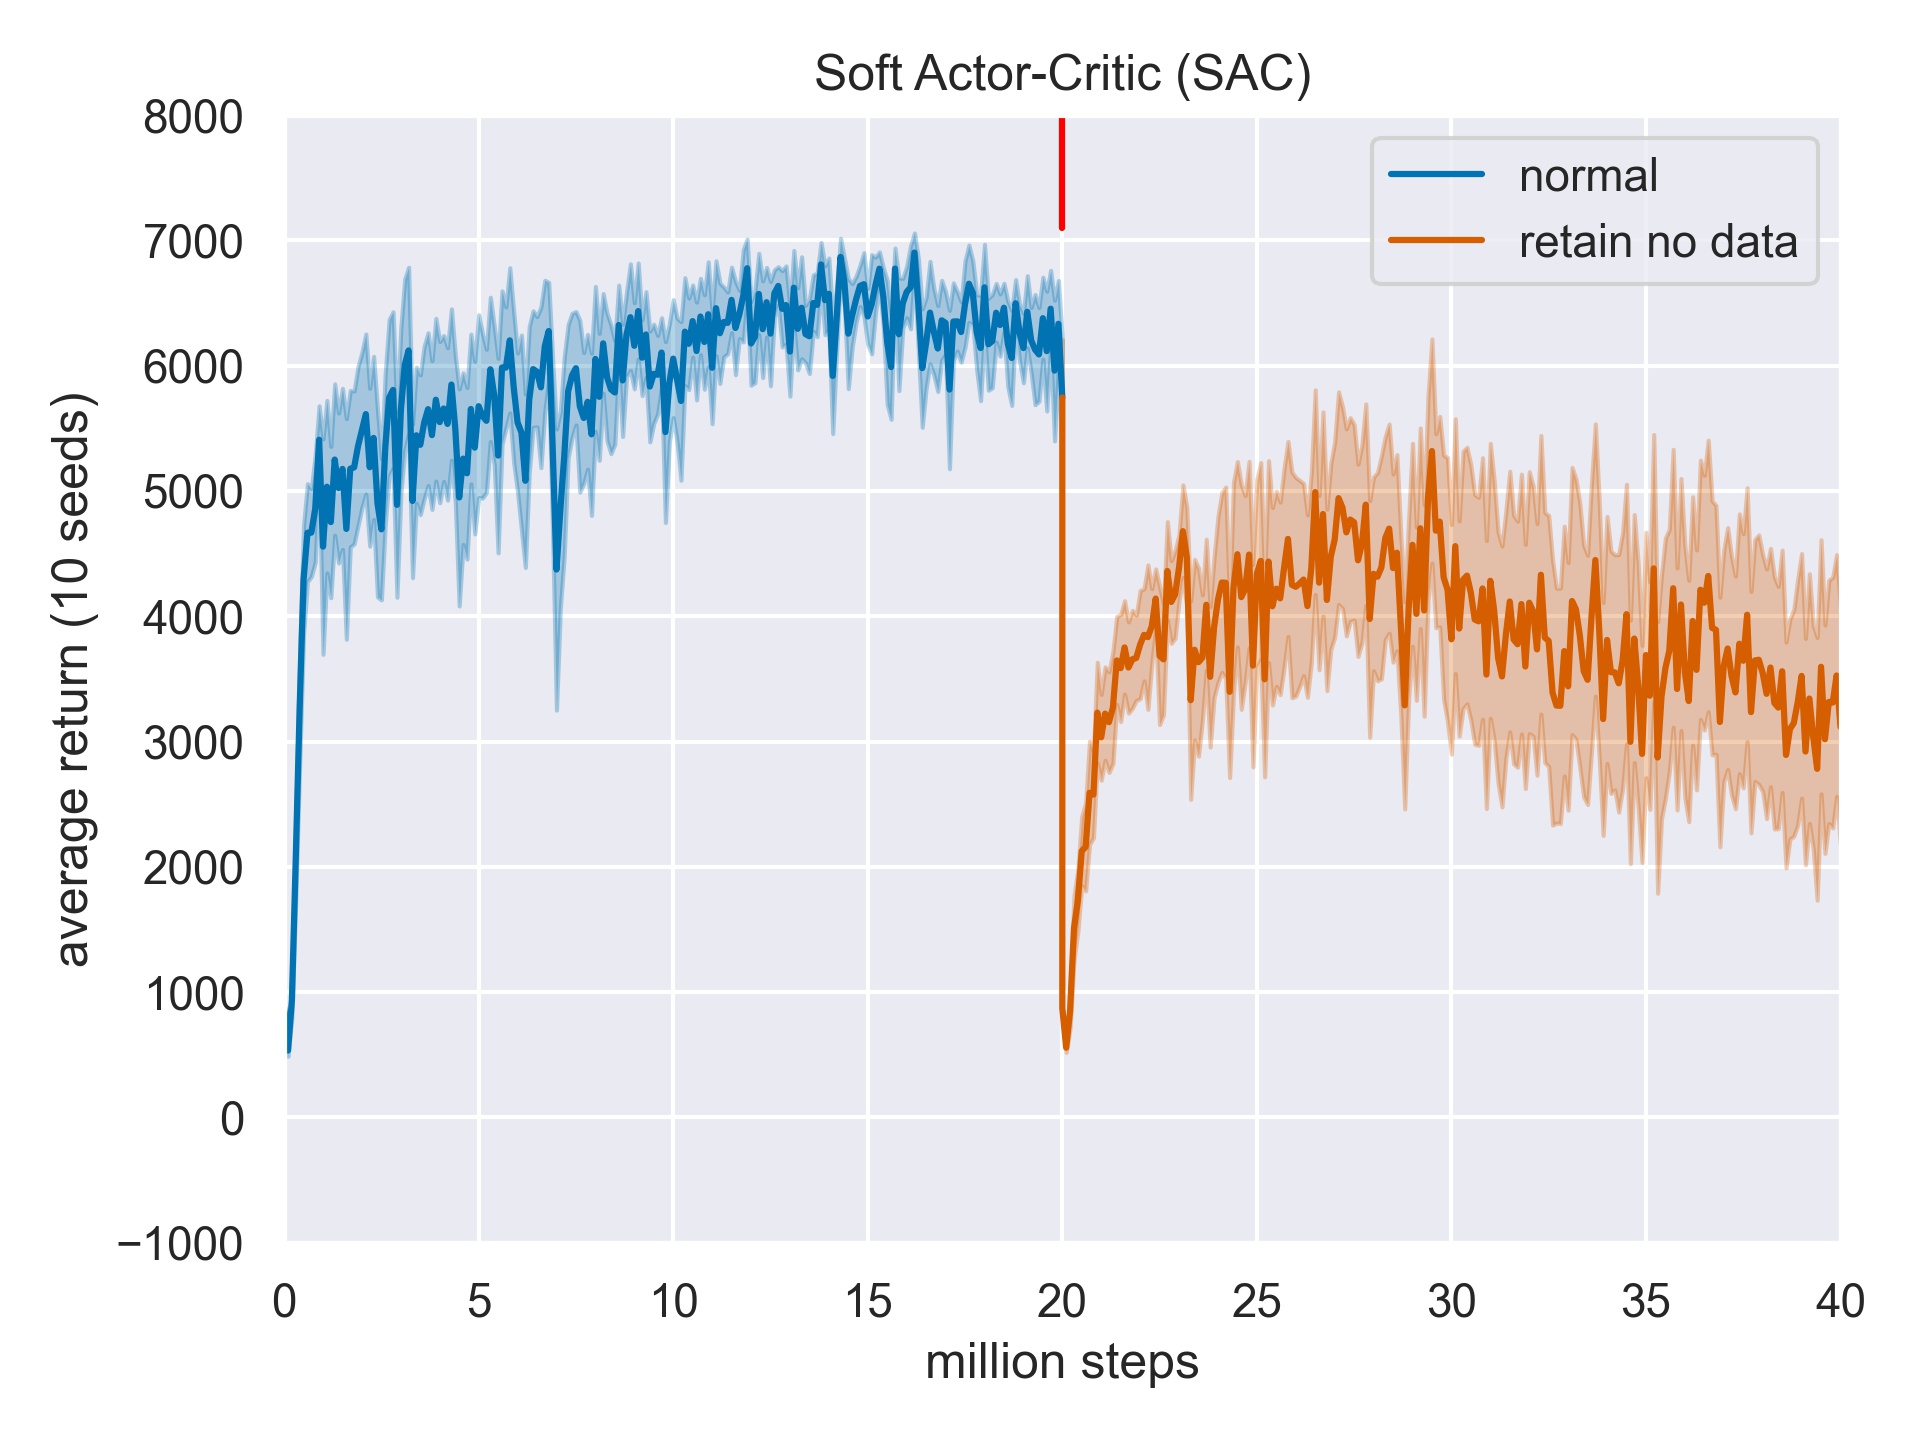 Soft Actor-Critic (SAC)
8000
7000
6000
5000
4000
3000
2000
1000
0
−1000
average return (10 seeds)
normal
retain no data
0 5 10 15 20 25 30 35 40
million steps